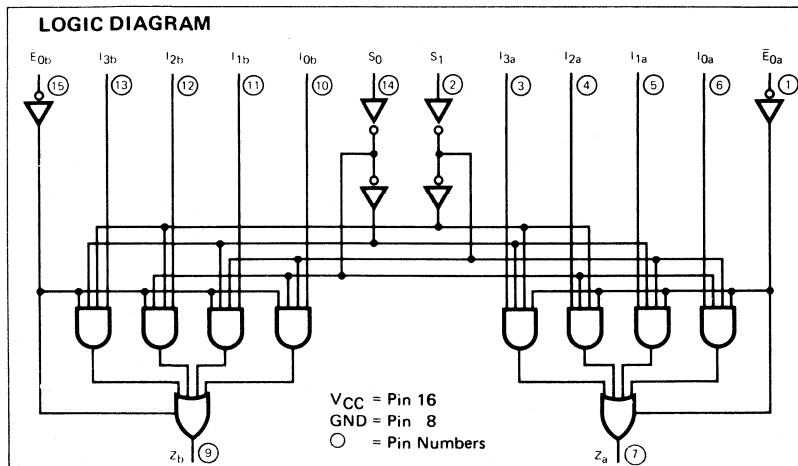 LOGIC DIAGRAM
E0b I3b I2b I1b I0b S0 S1 I3a I2a I1a I0a Ē0a
15 13 12 11 10 14 2 3 4 5 6 1
VCC = Pin 16
GND = Pin 8
○ = Pin Numbers
Zb 9 Za 7